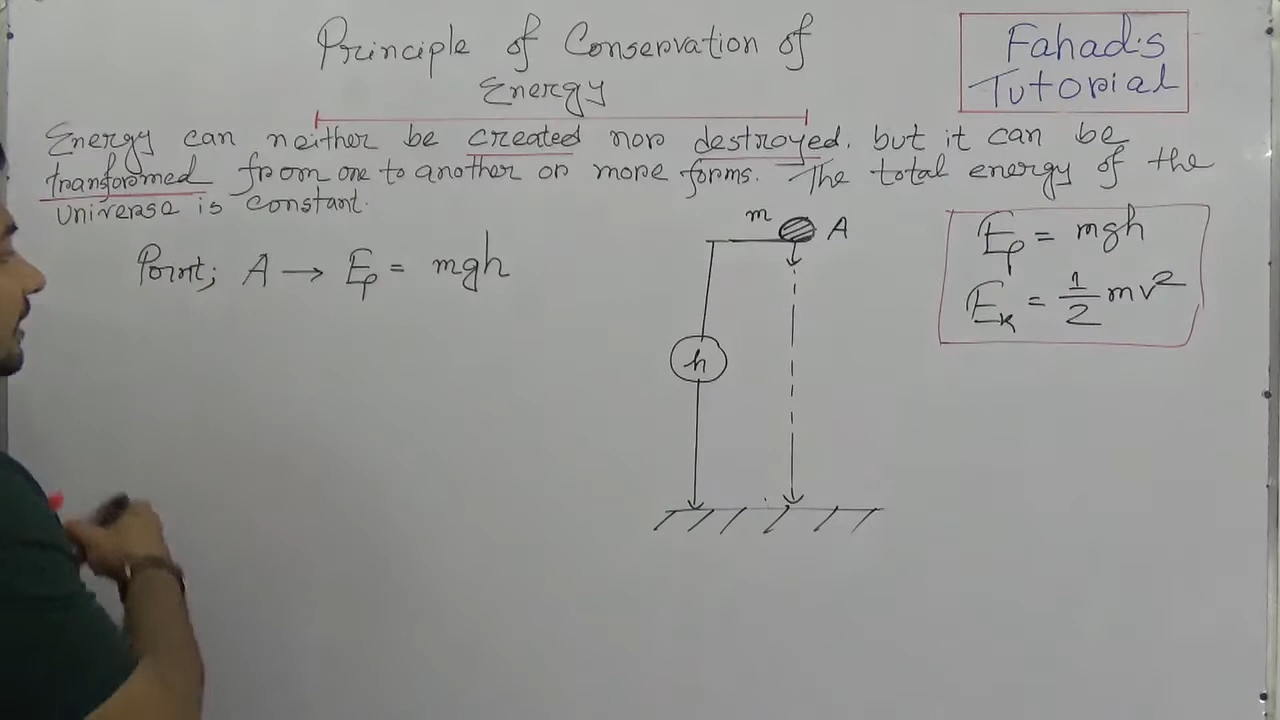 Principle of Conservation of
Energy
Fahad's
Tutorial
Energy can neither be created nor destroyed. but it can be
transformed from one to another or more forms. The total energy of the
Universe is constant.
Point; A → Ep = mgh
m A
h
Ep = mgh
Ek = 1/2 mv²